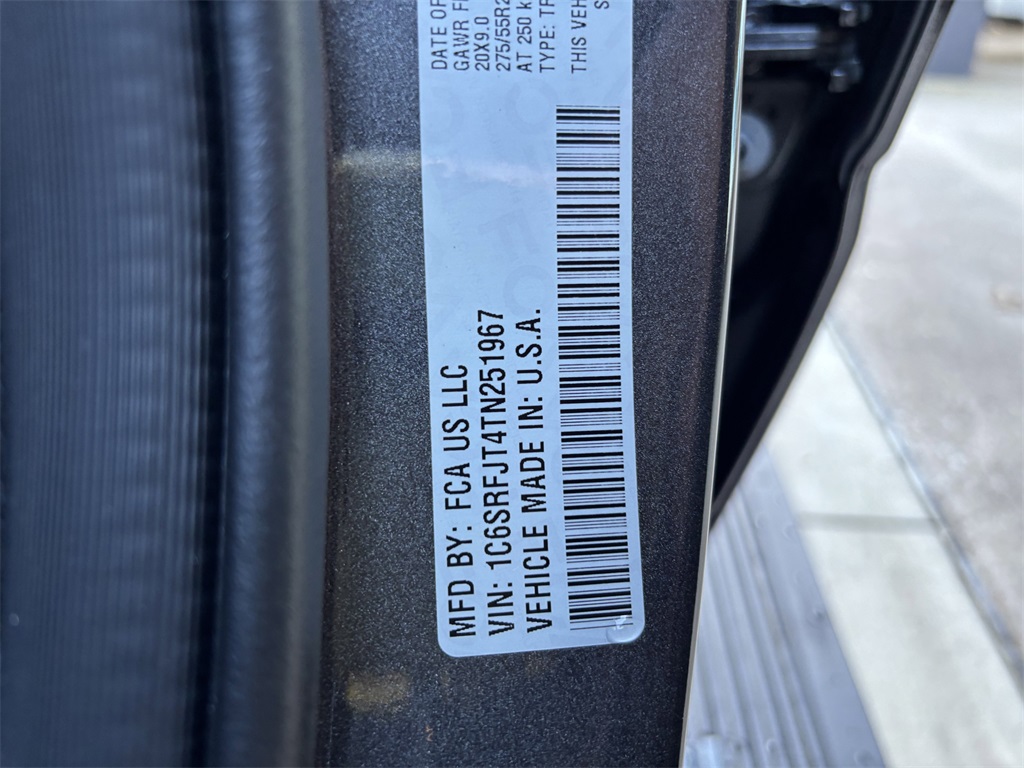 MFD BY: FCA US LLC
VIN: 1C6SRFJT4TN251967
VEHICLE MADE IN: U.S.A.
DATE OF
GAWR
20X9.0
275/55R2
AT 250 k
TYPE:
THIS VEH